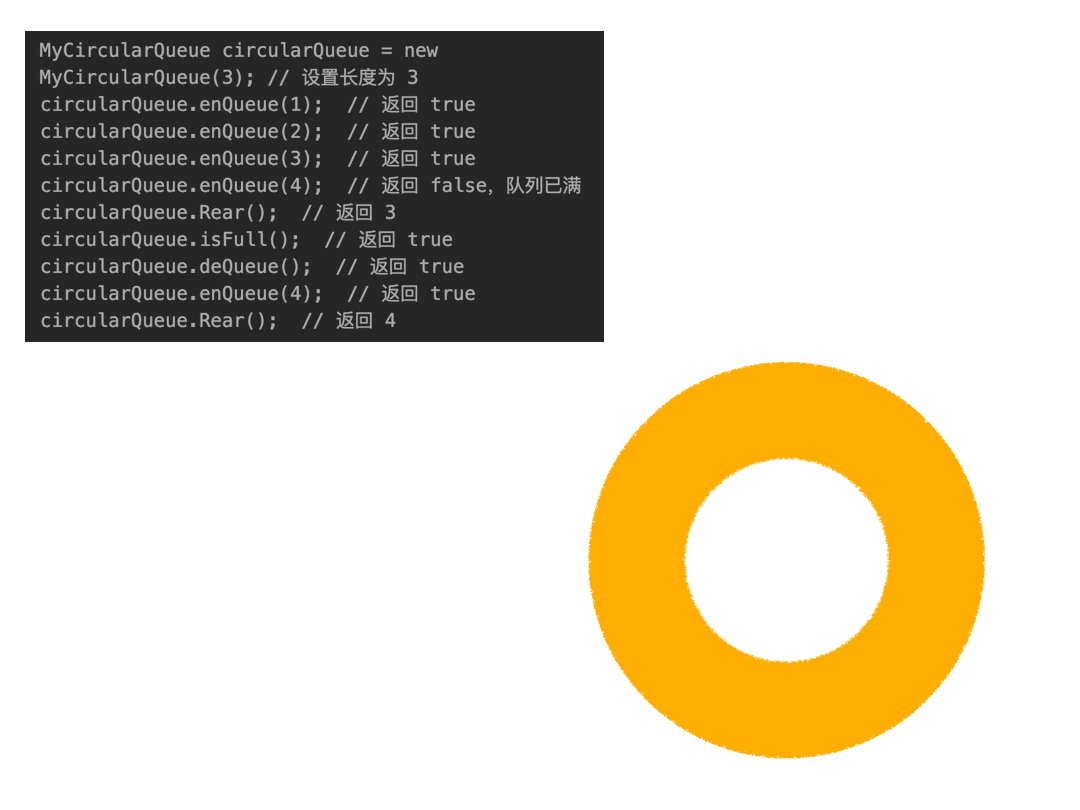 MyCircularQueue circularQueue = new
MyCircularQueue(3); // 设置长度为 3
circularQueue.enQueue(1);  // 返回 true
circularQueue.enQueue(2);  // 返回 true
circularQueue.enQueue(3);  // 返回 true
circularQueue.enQueue(4);  // 返回 false，队列已满
circularQueue.Rear();  // 返回 3
circularQueue.isFull();  // 返回 true
circularQueue.deQueue();  // 返回 true
circularQueue.enQueue(4);  // 返回 true
circularQueue.Rear();  // 返回 4